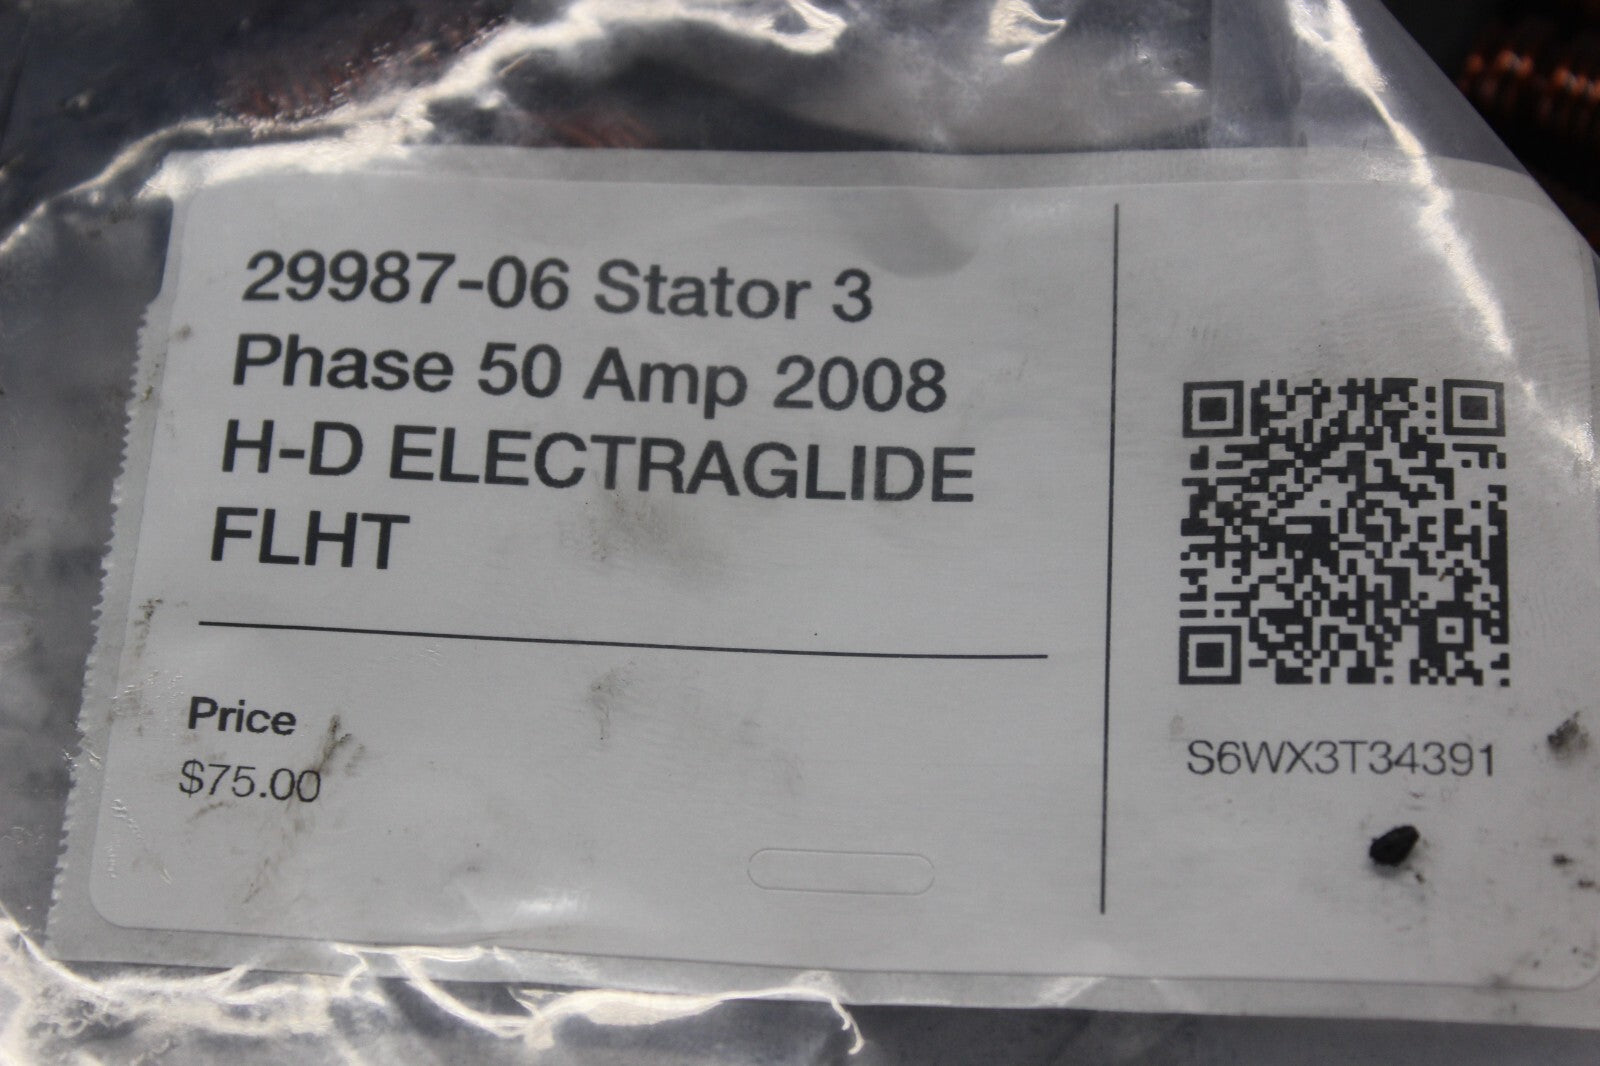 29987-06 Stator 3
Phase 50 Amp 2008
H-D ELECTRAGLIDE
FLHT
Price
$75.00
S6WX3T34391